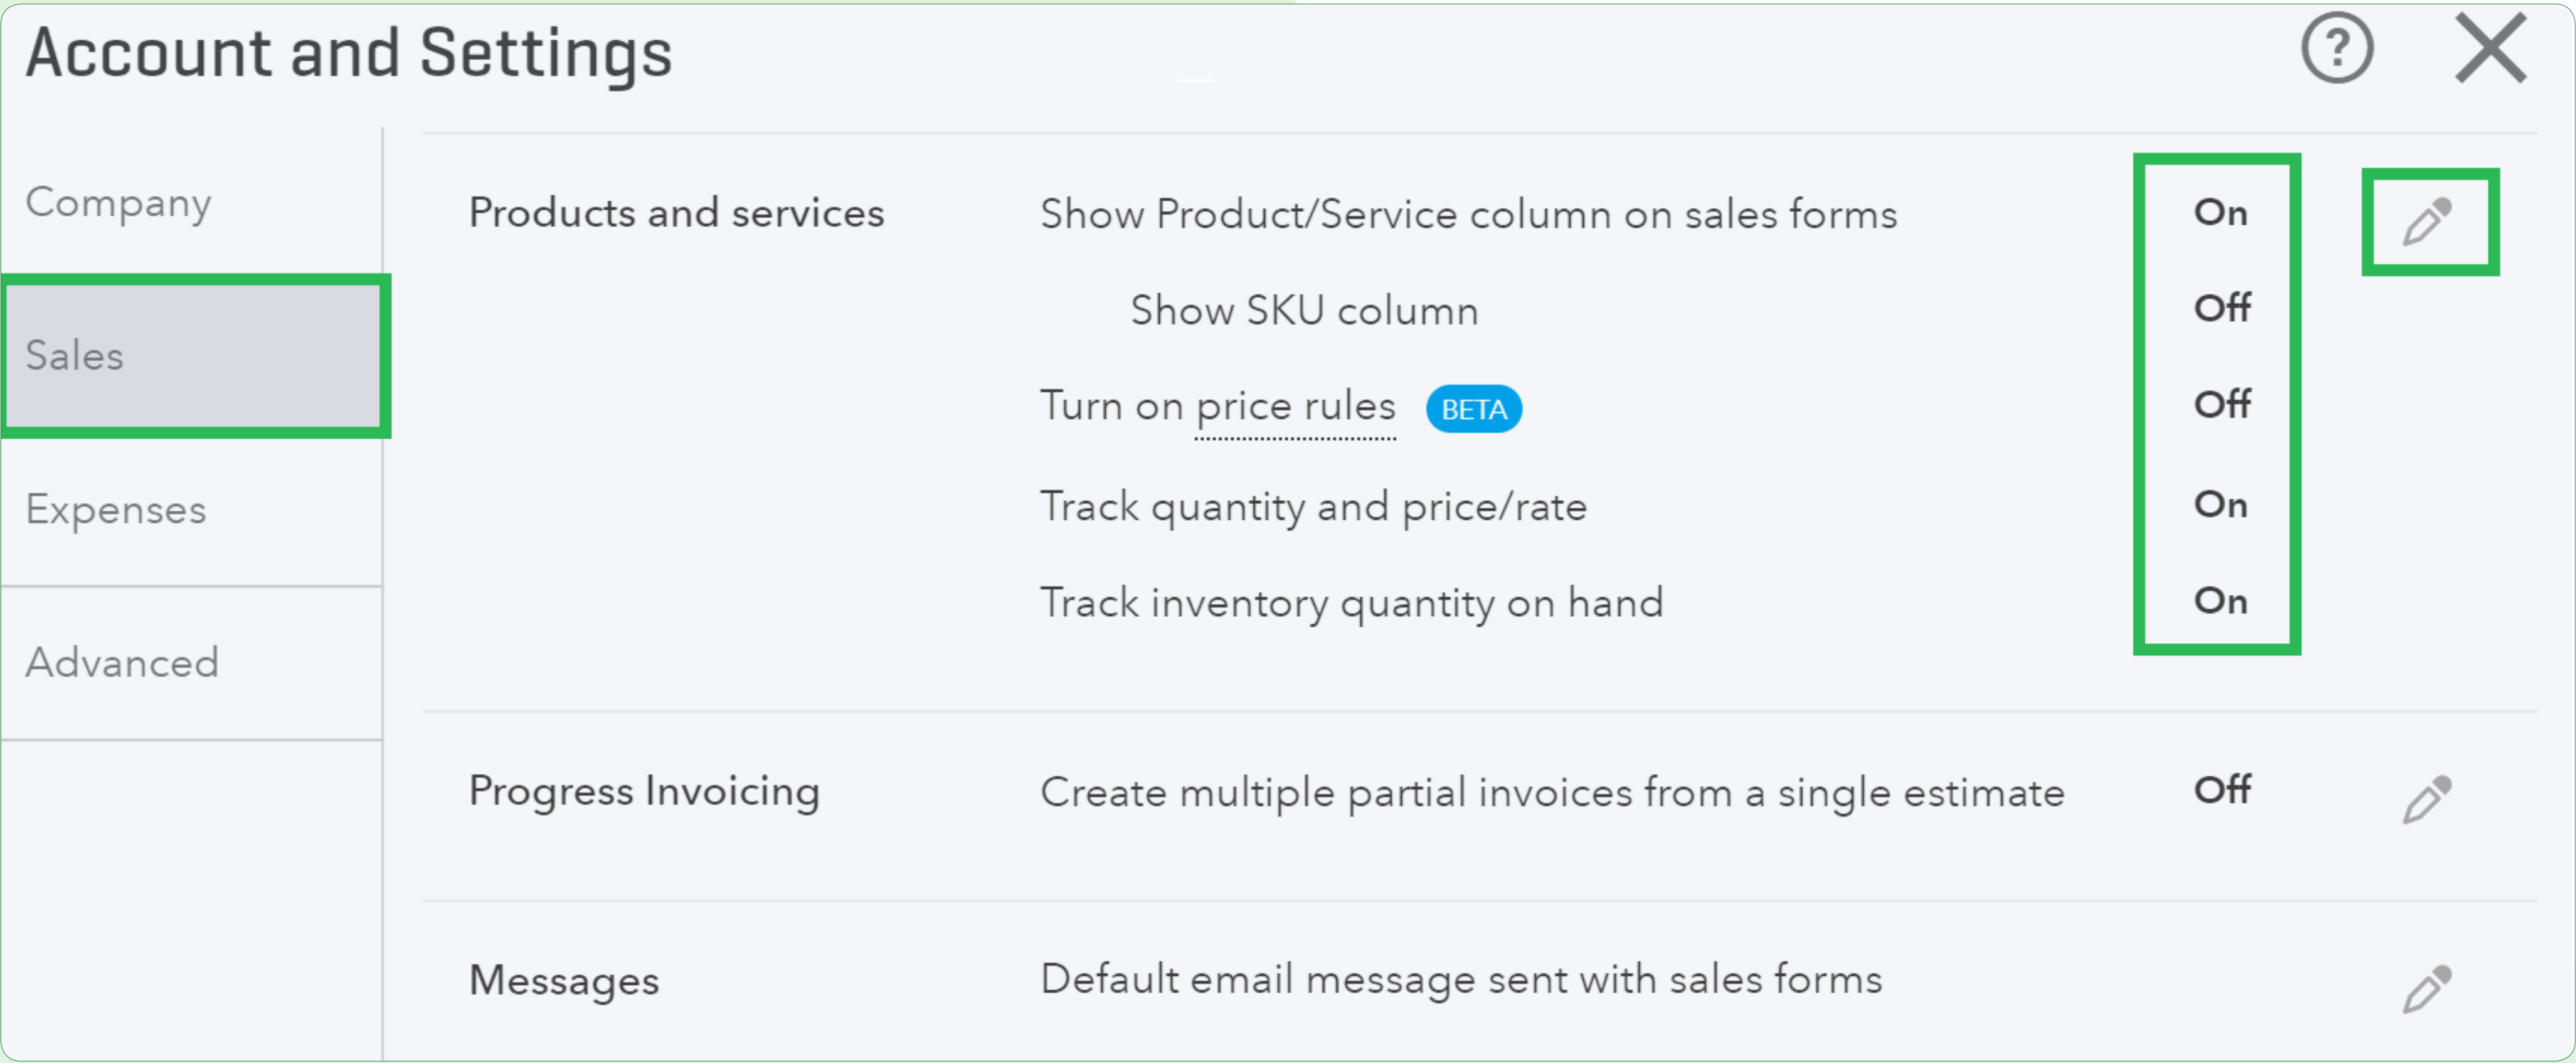 Account and Settings
?
Company
Sales
Expenses
Advanced
Products and services
Show Product/Service column on sales forms On
Show SKU column Off
Turn on price rules BETA Off
Track quantity and price/rate On
Track inventory quantity on hand On
Progress Invoicing
Create multiple partial invoices from a single estimate Off
Messages
Default email message sent with sales forms